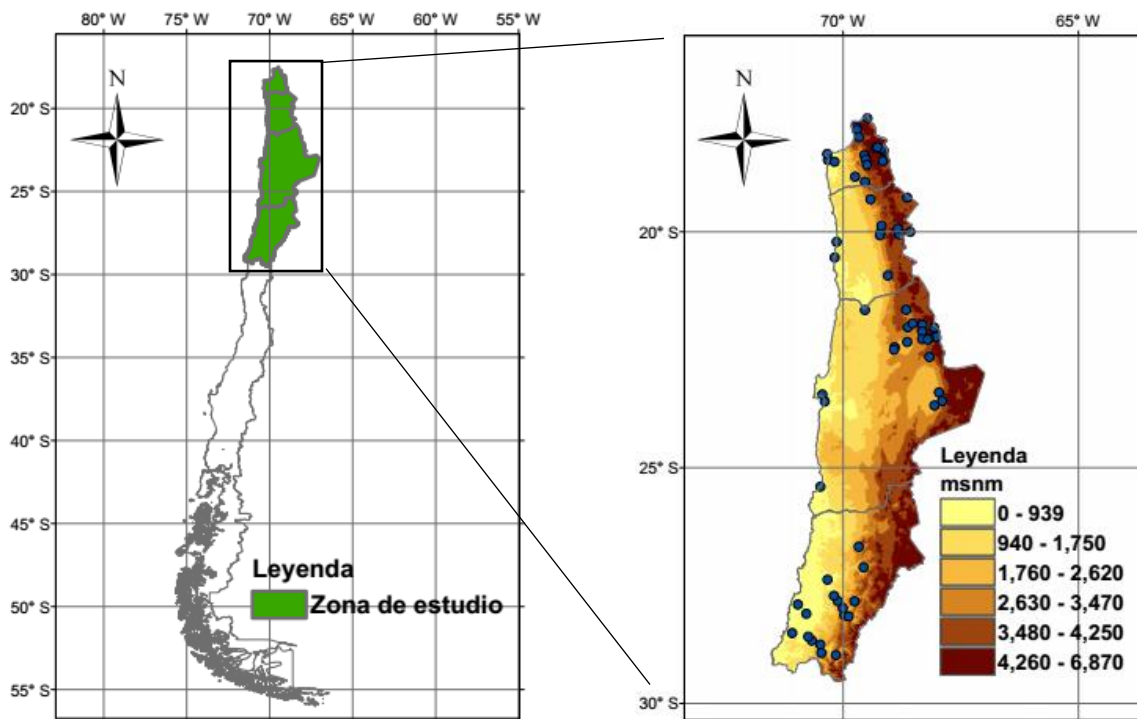 80° W 70° W 65° W 60° W 55° W
N
20° S
25° S
30° S
35° S
40° S
45° S
50° S
55° S
Leyenda
Zona de estudio
70° W 65° W
N
20° S
25° S
30° S
Leyenda
msnm
0 - 939
940 - 1,750
1,760 - 2,620
2,630 - 3,470
3,480 - 4,250
4,260 - 6,870